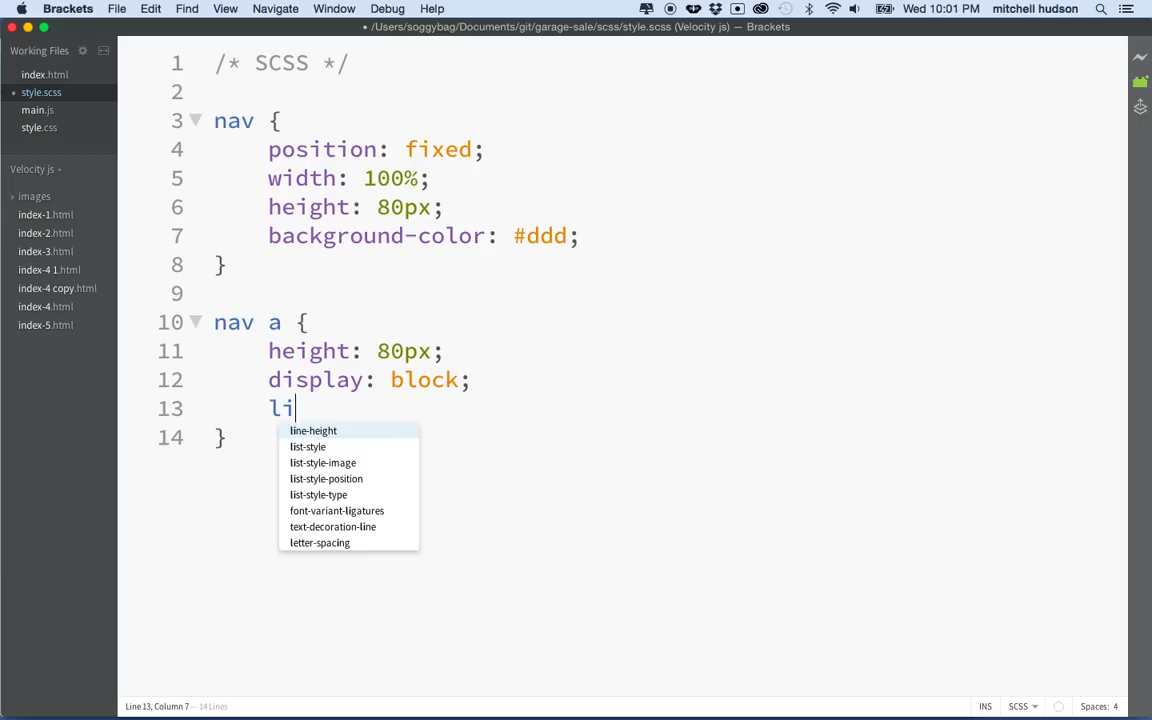 Brackets File Edit Find View Navigate Window Debug Help Wed 10:01 PM mitchell hudson
/Users/soggybag/Documents/git/garage-sale/scss/style.scss (Velocity js) — Brackets
Working Files
index.html
style.scss
main.js
style.css
Velocity js
images
index-1.html
index-2.html
index-3.html
index-4 1.html
index-4 copy.html
index-4.html
index-5.html
1 /* SCSS */
2
3 nav {
4 position: fixed;
5 width: 100%;
6 height: 80px;
7 background-color: #ddd;
8 }
9
10 nav a {
11 height: 80px;
12 display: block;
13 li
14 }
line-height
list-style
list-style-image
list-style-position
list-style-type
font-variant-ligatures
text-decoration-line
letter-spacing
Line 13, Column 7 — 14 Lines INS SCSS Spaces: 4